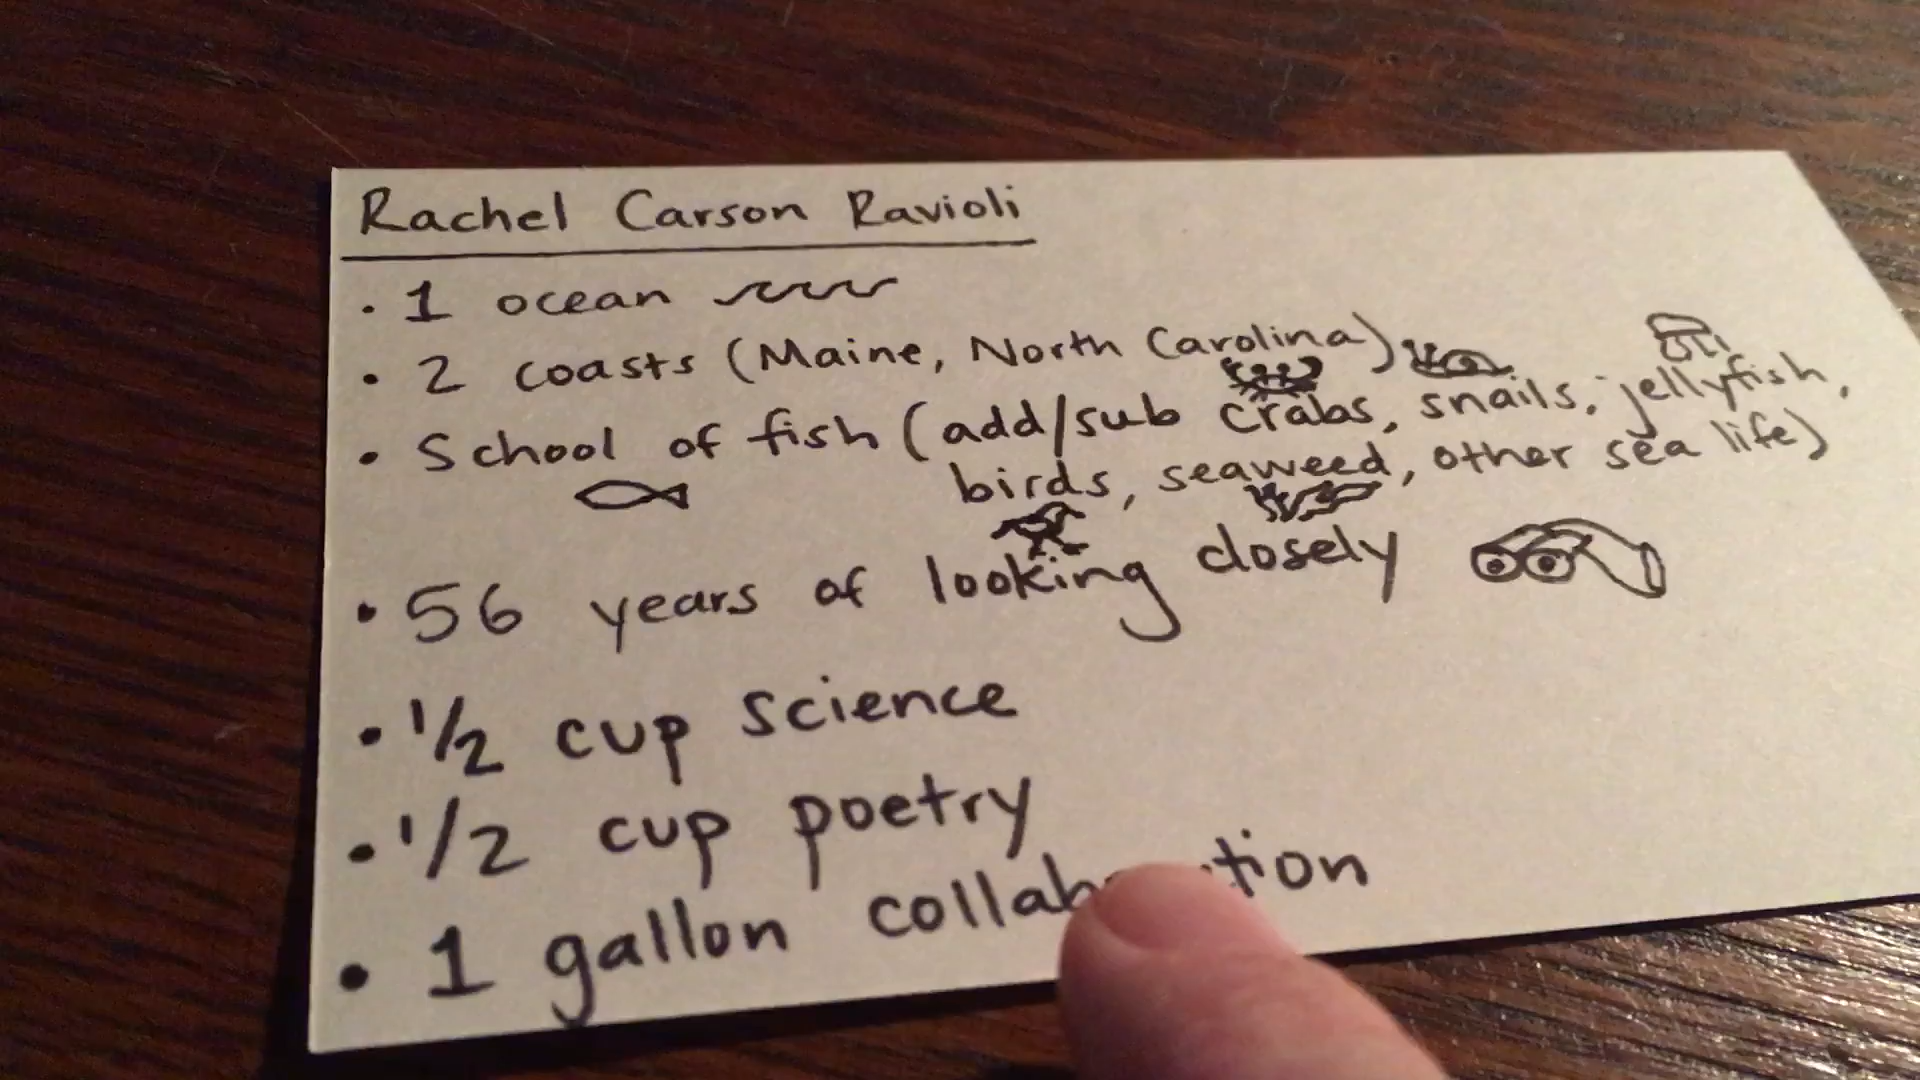 Rachel Carson Ravioli
• 1 ocean
• 2 coasts (Maine, North Carolina)
• School of fish (add/sub crabs, snails, jellyfish,
birds, seaweed, other sea life)
• 56 years of looking closely
• 1/2 cup science
• 1/2 cup poetry
• 1 gallon